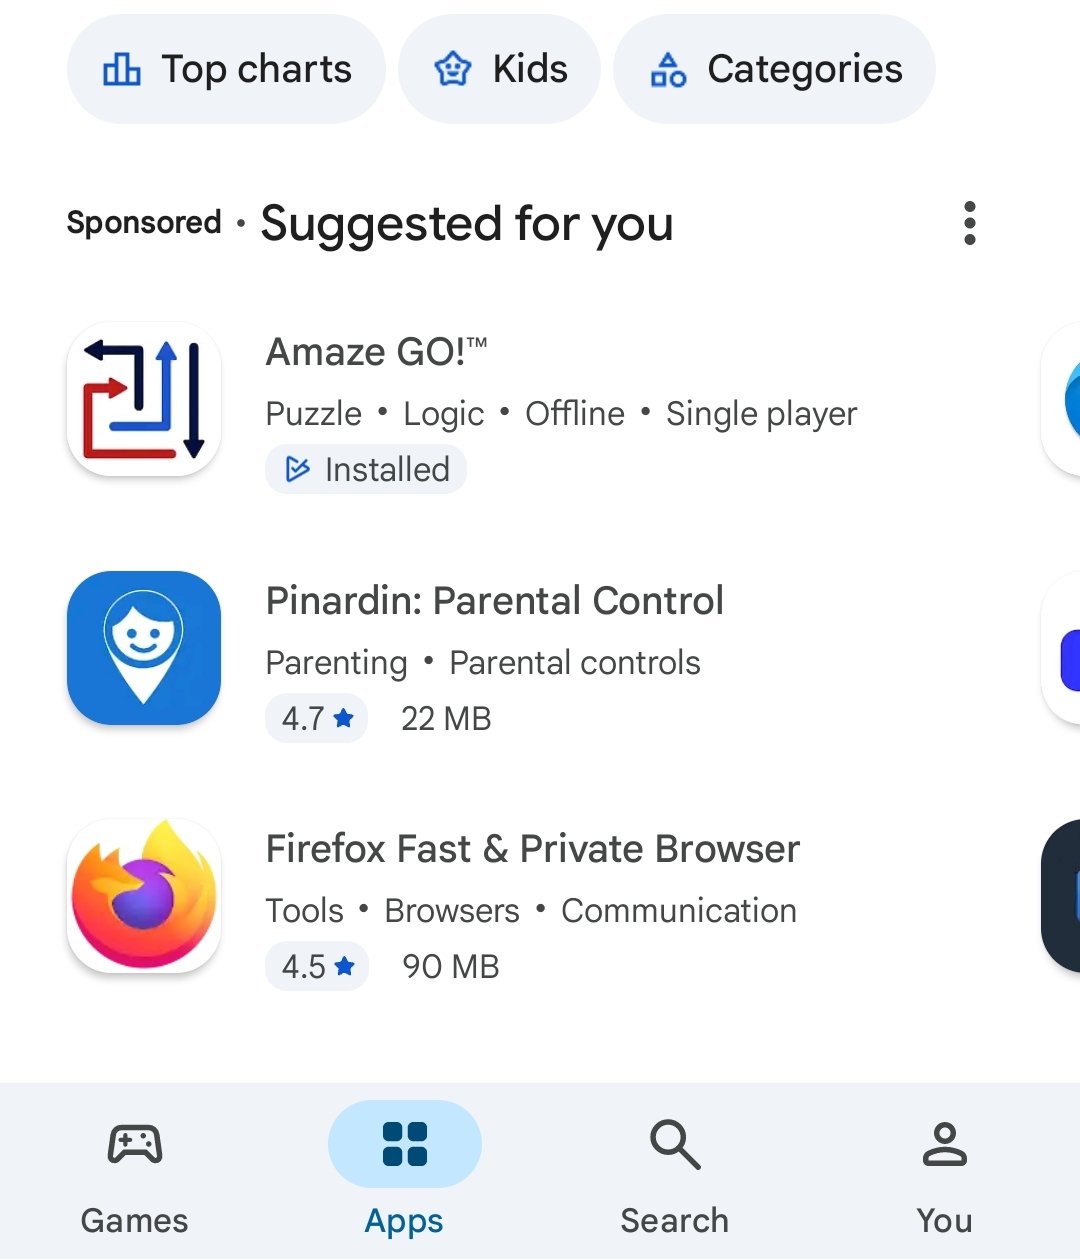 Top charts Kids Categories
Sponsored • Suggested for you
Amaze GO!™
Puzzle • Logic • Offline • Single player
Installed
Pinardin: Parental Control
Parenting • Parental controls
4.7 ★ 22 MB
Firefox Fast & Private Browser
Tools • Browsers • Communication
4.5 ★ 90 MB
Games Apps Search You